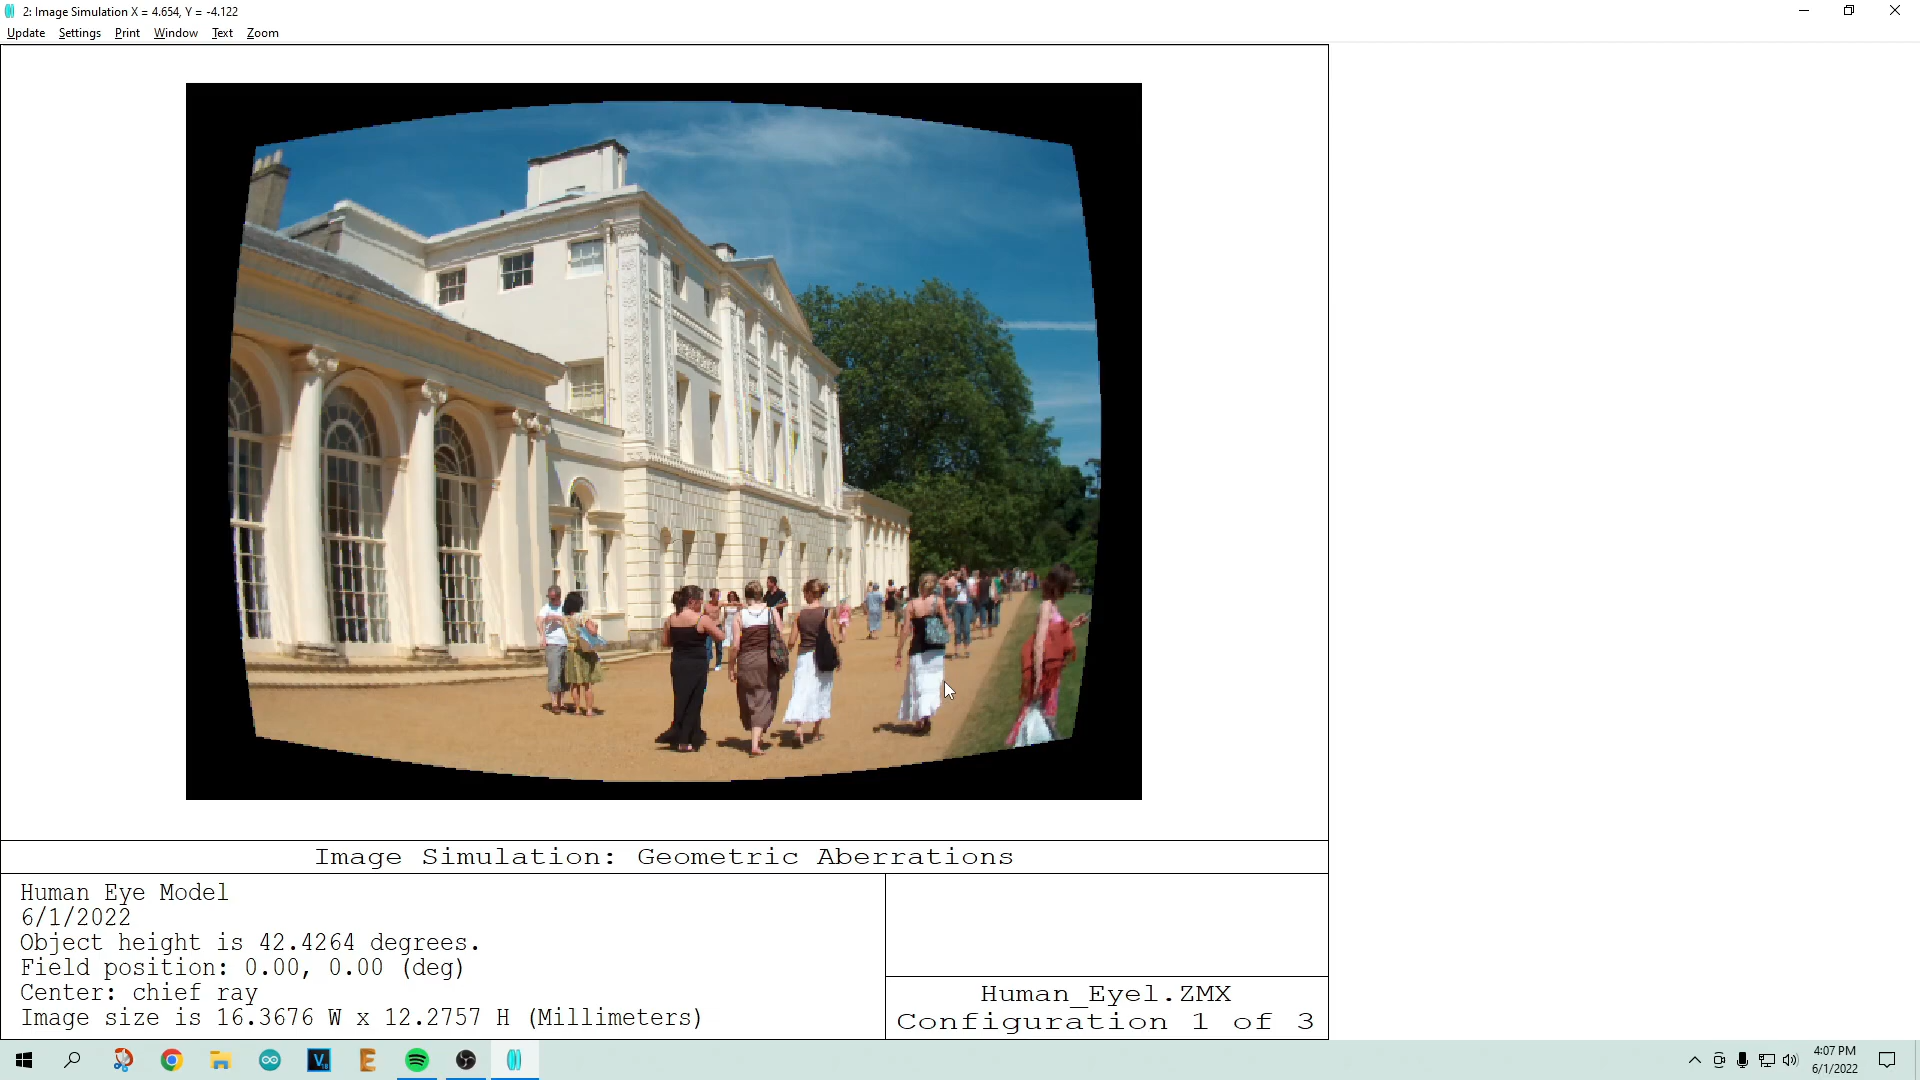 2: Image Simulation X = 4.654, Y = -4.122
Update Settings Print Window Text Zoom
Image Simulation: Geometric Aberrations
Human Eye Model
6/1/2022
Object height is 42.4264 degrees.
Field position: 0.00, 0.00 (deg)
Center: chief ray
Image size is 16.3676 W x 12.2757 H (Millimeters)
Human_Eye1.ZMX
Configuration 1 of 3
4:07 PM
6/1/2022